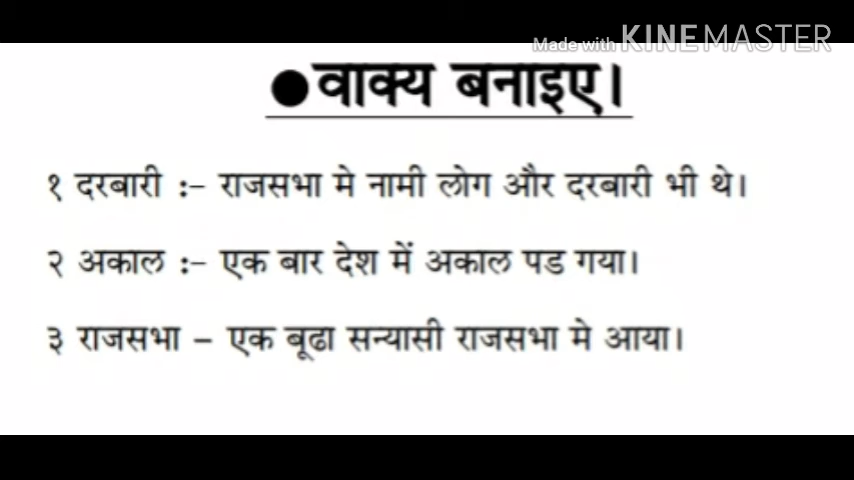 Made with KINEMASTER
●वाक्य बनाइए।
१ दरबारी :- राजसभा मे नामी लोग और दरबारी भी थे।
२ अकाल :- एक बार देश में अकाल पड गया।
३ राजसभा – एक बूढा सन्यासी राजसभा मे आया।